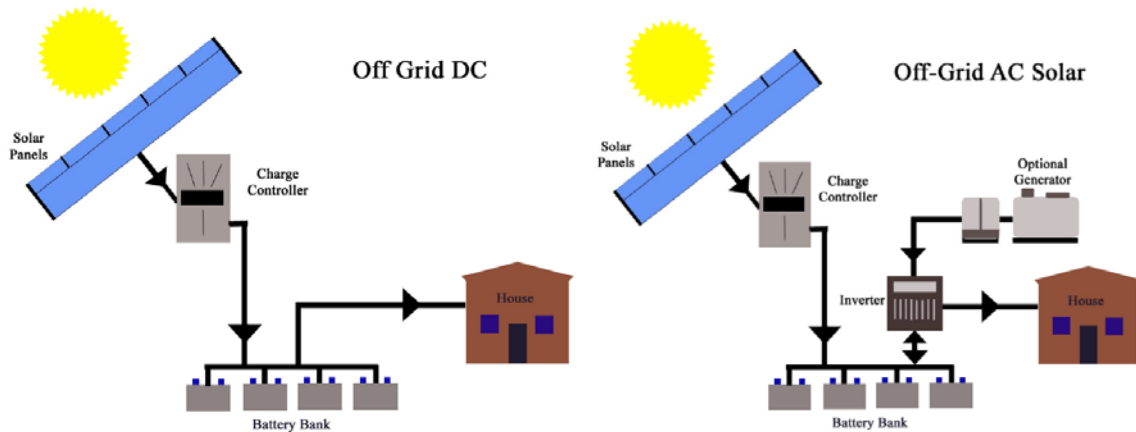 Off Grid DC
Solar
Panels
Charge
Controller
House
Battery Bank
Off-Grid AC Solar
Solar
Panels
Charge
Controller
Optional
Generator
Inverter
House
Battery Bank